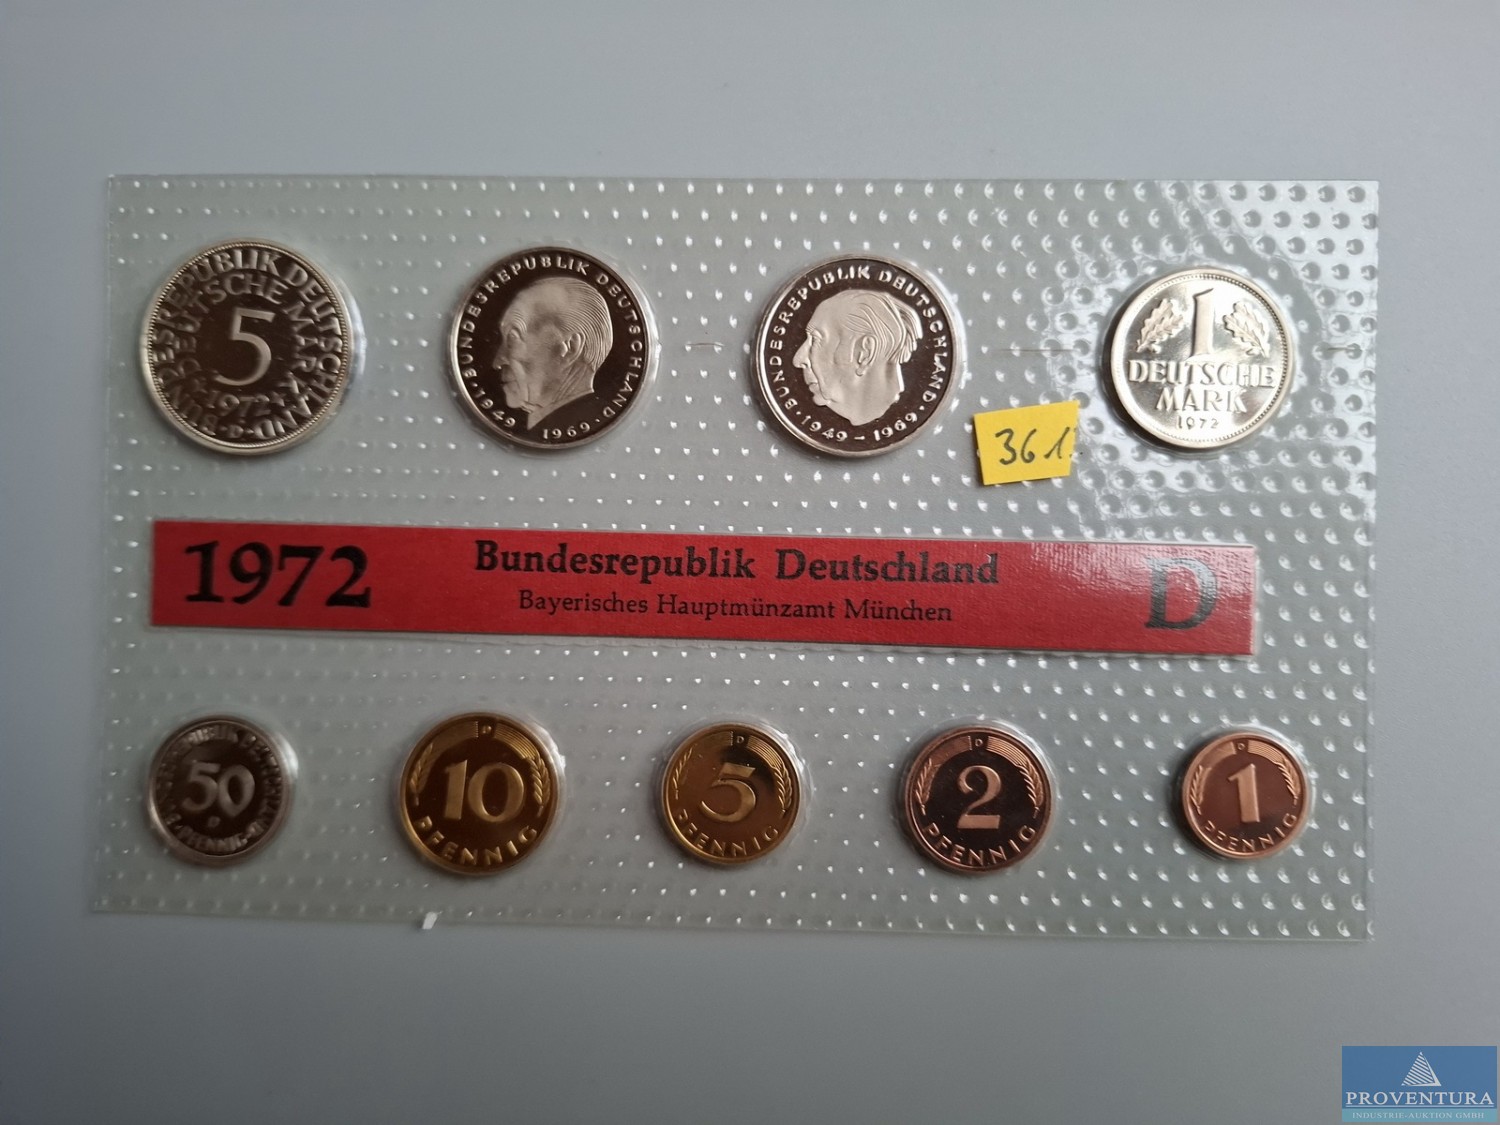 BUNDESREPUBLIK DEUTSCHLAND
DEUTSCHE MARK
5
1972
D
BUNDESREPUBLIK DEUTSCHLAND
1949 1969
BUNDESREPUBLIK DEUTSCHLAND
1949 – 1969
1
DEUTSCHE
MARK
1972
361.
1972
Bundesrepublik Deutschland
Bayerisches Hauptmünzamt München
D
50
D
PFENNIG
D
10
PFENNIG
D
5
PFENNIG
D
2
PFENNIG
D
1
PFENNIG
PROVENTURA
INDUSTRIE-AUKTION GMBH